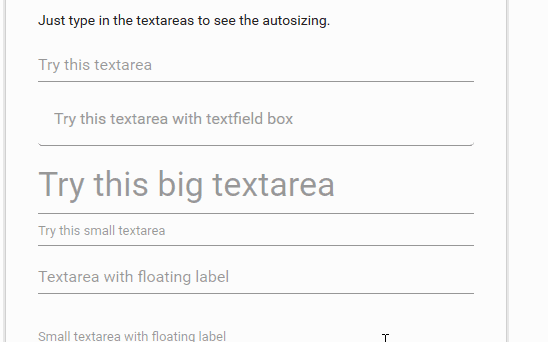 Just type in the textareas to see the autosizing.
Try this textarea
Try this textarea with textfield box
Try this big textarea
Try this small textarea
Textarea with floating label
Small textarea with floating label